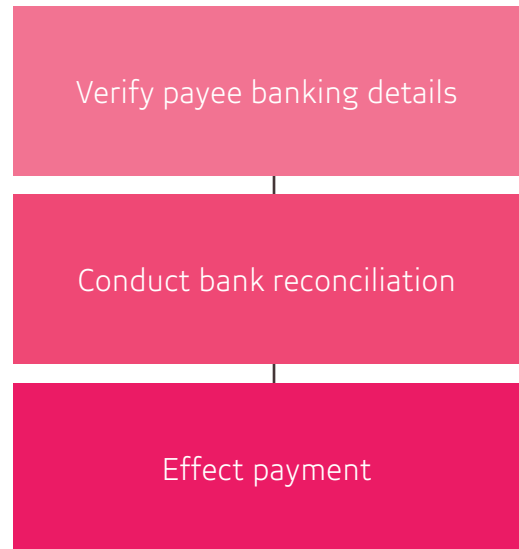 Verify payee banking details
Conduct bank reconciliation
Effect payment